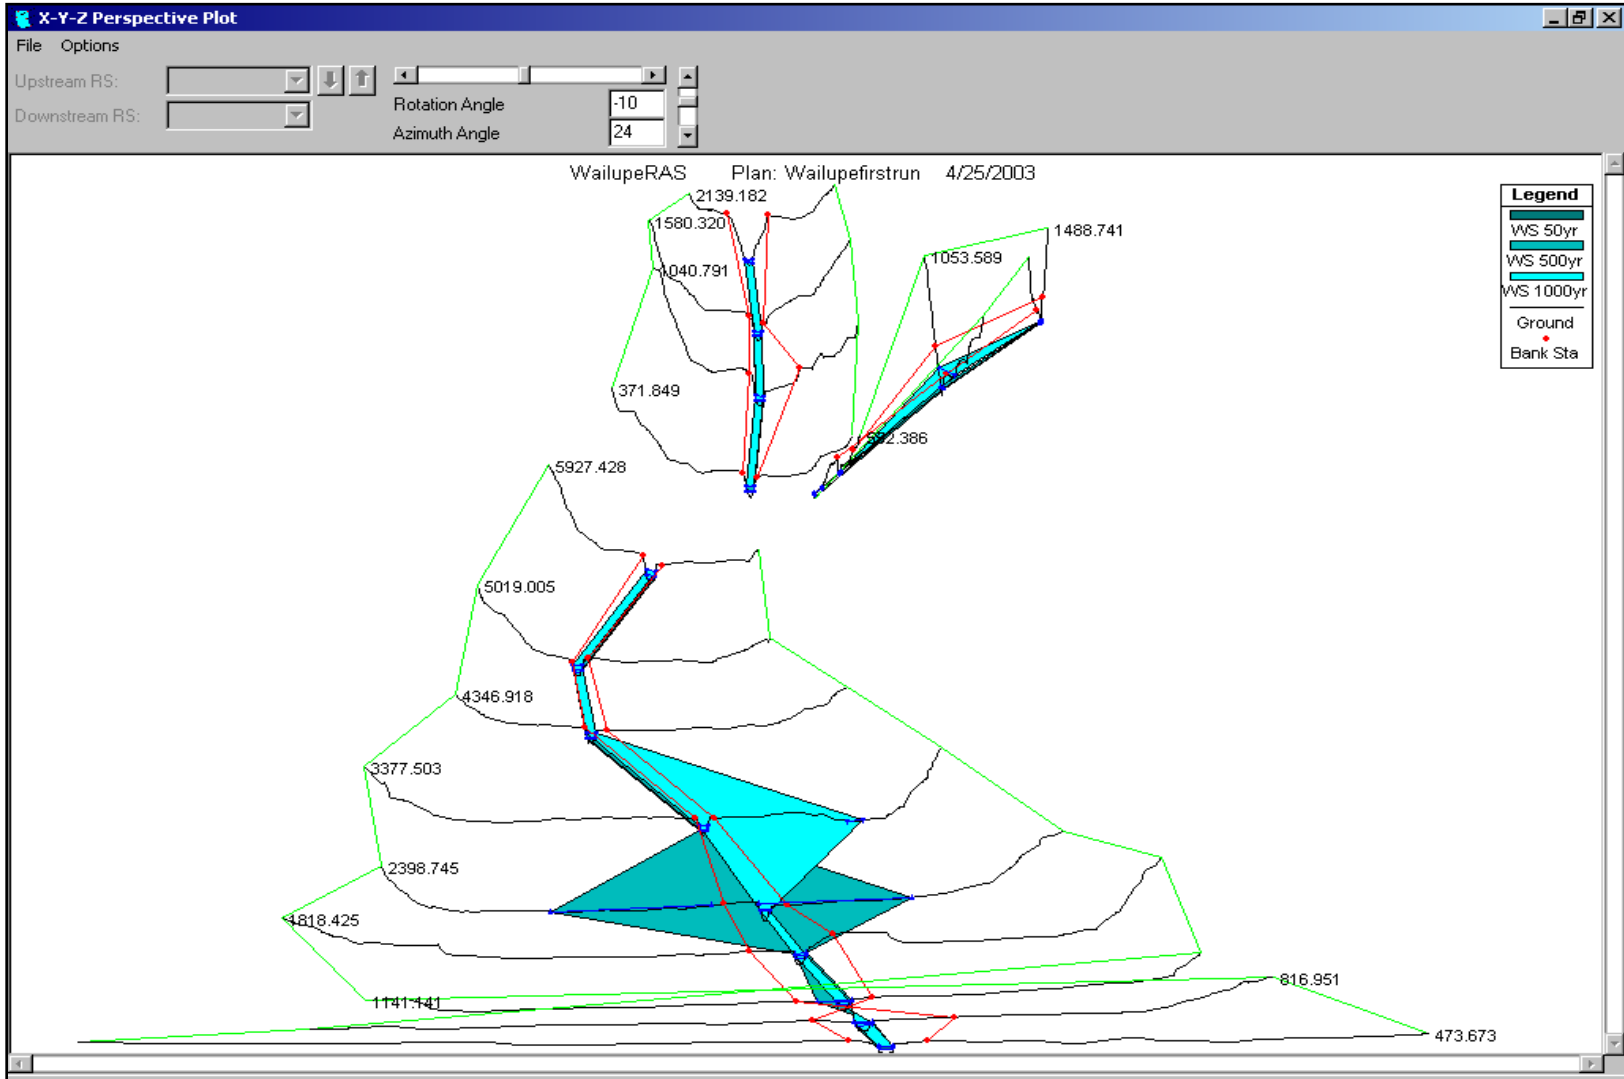 X-Y-Z Perspective Plot
File Options
Upstream RS:
Downstream RS:
Rotation Angle -10
Azimuth Angle 24
WailupeRAS Plan: Wailupefirstrun 4/25/2003
Legend
WS 50yr
WS 500yr
WS 1000yr
Ground
Bank Sta
2139.182
1580.320
1040.791
371.849
1488.741
1053.589
5927.428
5019.005
4346.918
3377.503
2398.745
1818.425
1141.141
816.951
473.673